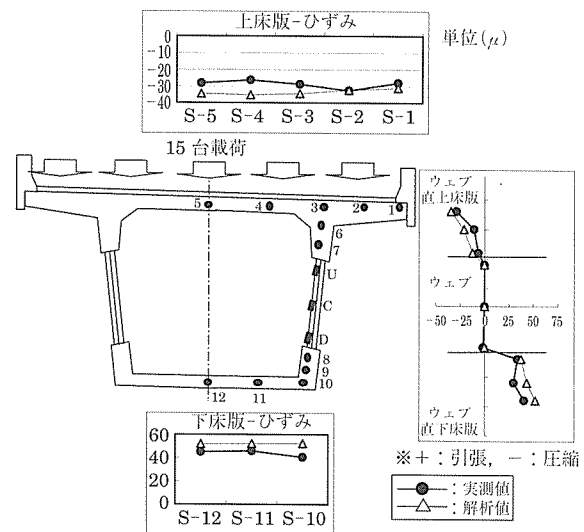 上床版-ひずみ
単位(μ)
0
-10
-20
-30
-40
S-5 S-4 S-3 S-2 S-1
15台載荷
5 4 3 2 1
6
7
U
C
D
8
9
10
12 11
ウェブ
直上床版
ウェブ
-50 -25 0 25 50 75
ウェブ
直下床版
下床版-ひずみ
60
40
20
0
S-12 S-11 S-10
※+：引張，-：圧縮
：実測値
：解析値